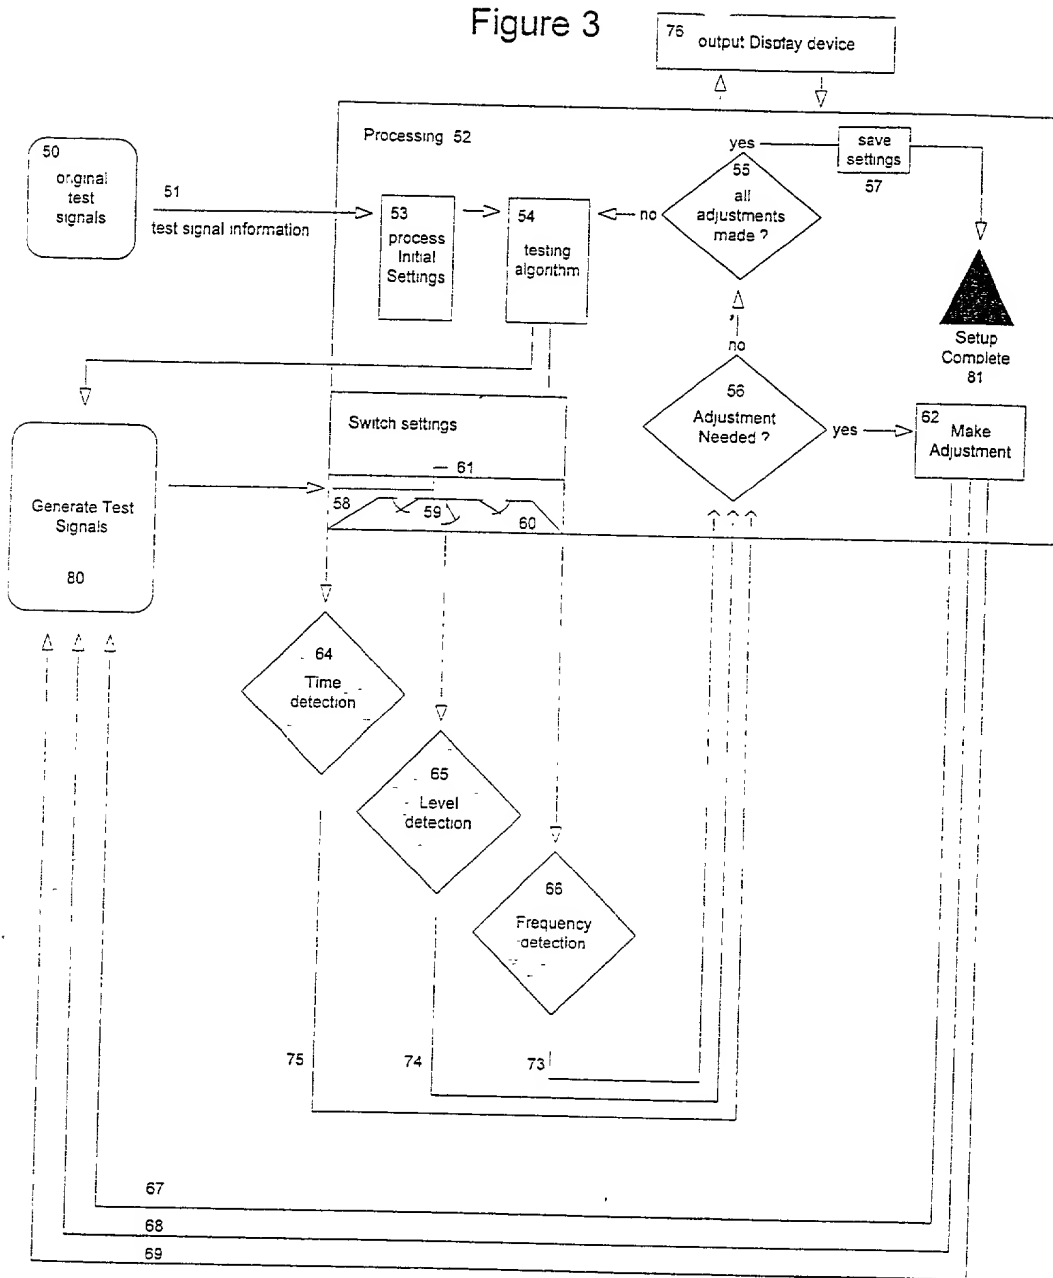 Figure 3
76 output Display device
Processing 52
yes
save
settings
57
50
original
test
signals
51
test signal information
53
process
Initial
Settings
54
testing
algorithm
no
55
all
adjustments
made ?
Setup
Complete
81
no
56
Adjustment
Needed ?
yes
62
Make
Adjustment
Switch settings
61
58
59
60
Generate Test
Signals
80
64
Time
detection
65
Level
detection
66
Frequency
detection
75
74
73
67
68
69